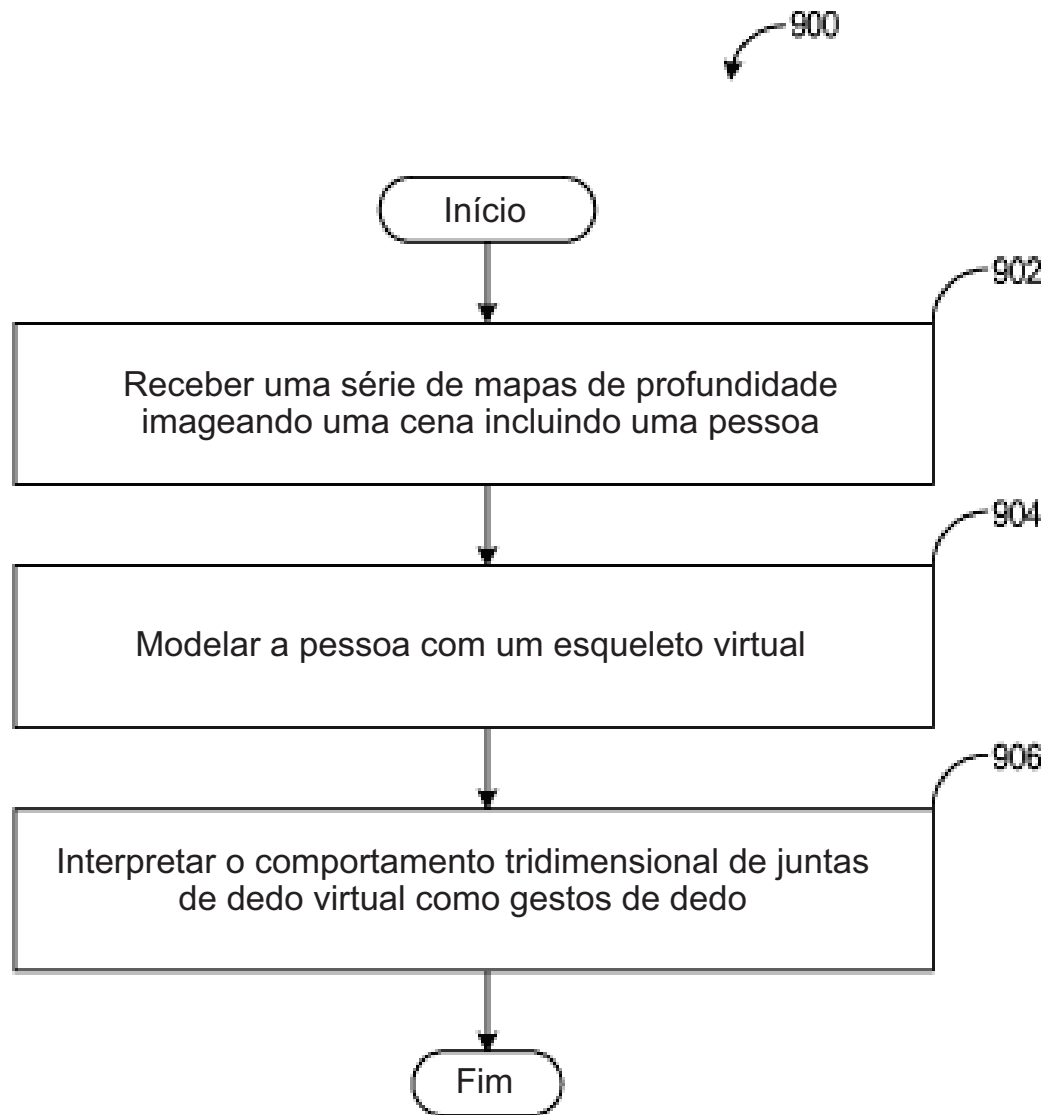 900
Início
902
Receber uma série de mapas de profundidade
imageando uma cena incluindo uma pessoa
904
Modelar a pessoa com um esqueleto virtual
906
Interpretar o comportamento tridimensional de juntas
de dedo virtual como gestos de dedo
Fim